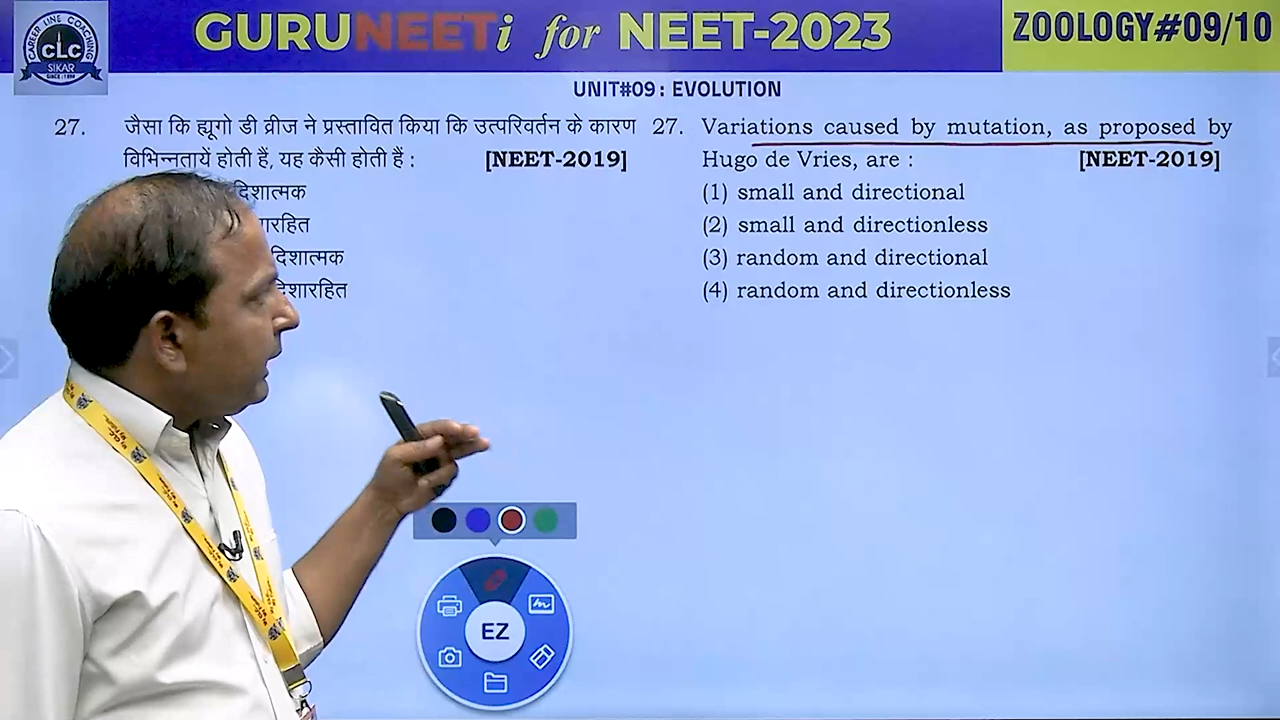 CAREER LINE COACHING
CLC
SIKAR
SINCE : 1996
GURUNEETi for NEET-2023
ZOOLOGY#09/10
UNIT#09 : EVOLUTION
27. जैसा कि ह्यूगो डी व्रीज ने प्रस्तावित किया कि उत्परिवर्तन के कारण
विभिन्नतायें होती हैं, यह कैसी होती हैं : [NEET-2019]
दिशात्मक
दिशात्मक
27. Variations caused by mutation, as proposed by
Hugo de Vries, are : [NEET-2019]
(1) small and directional
(2) small and directionless
(3) random and directional
(4) random and directionless
EZ